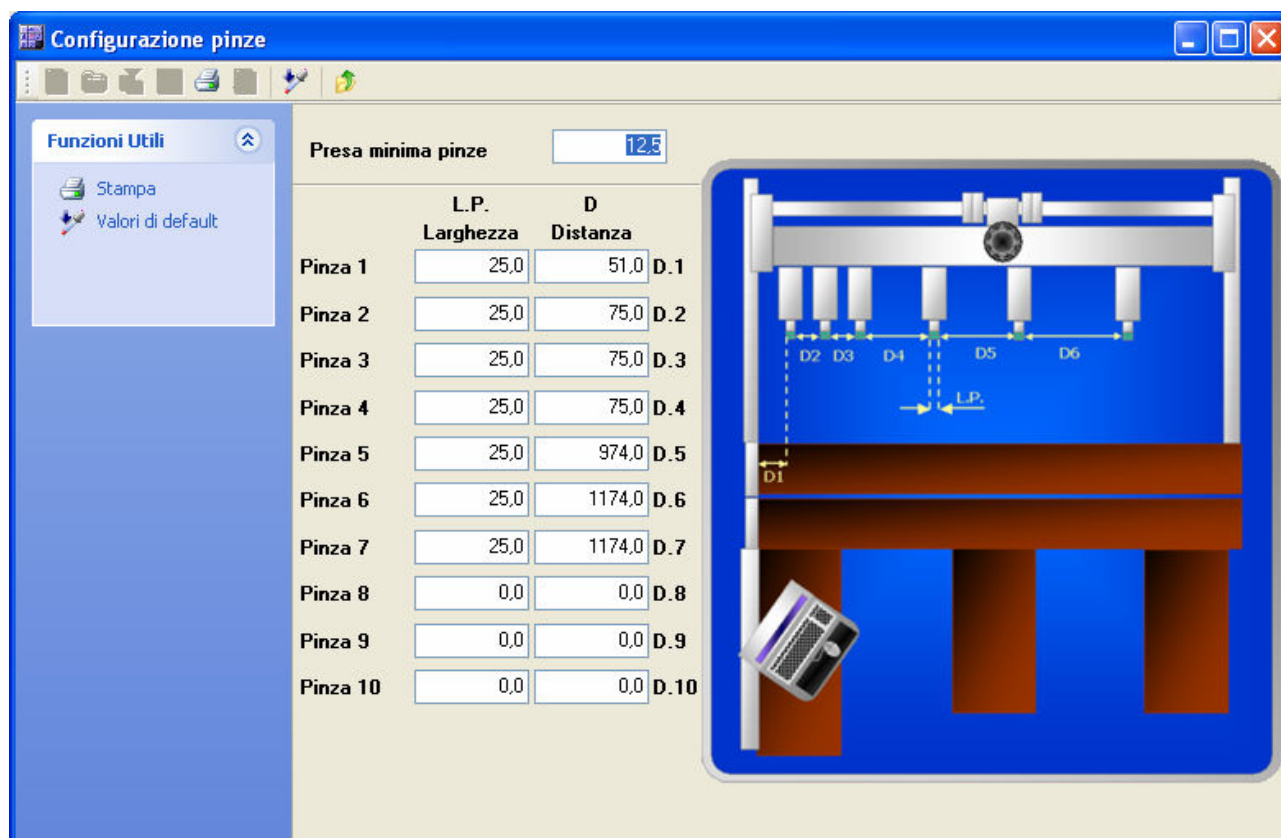 Configurazione pinze
Funzioni Utili
Stampa
Valori di default
Presa minima pinze 12,5
L.P. D
Larghezza Distanza
Pinza 1 25,0 51,0 D.1
Pinza 2 25,0 75,0 D.2
Pinza 3 25,0 75,0 D.3
Pinza 4 25,0 75,0 D.4
Pinza 5 25,0 974,0 D.5
Pinza 6 25,0 1174,0 D.6
Pinza 7 25,0 1174,0 D.7
Pinza 8 0,0 0,0 D.8
Pinza 9 0,0 0,0 D.9
Pinza 10 0,0 0,0 D.10
D2 D3 D4 D5 D6
L.P.
D1